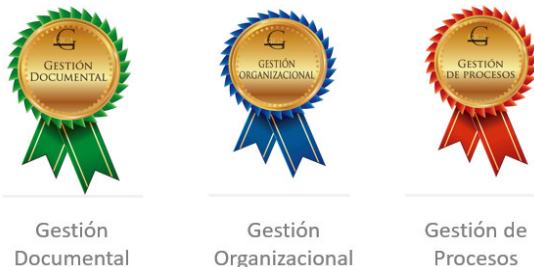 G
GESTIÓN
DOCUMENTAL
G
GESTIÓN
ORGANIZACIONAL
G
GESTIÓN
DE PROCESOS
Gestión
Documental
Gestión
Organizacional
Gestión de
Procesos